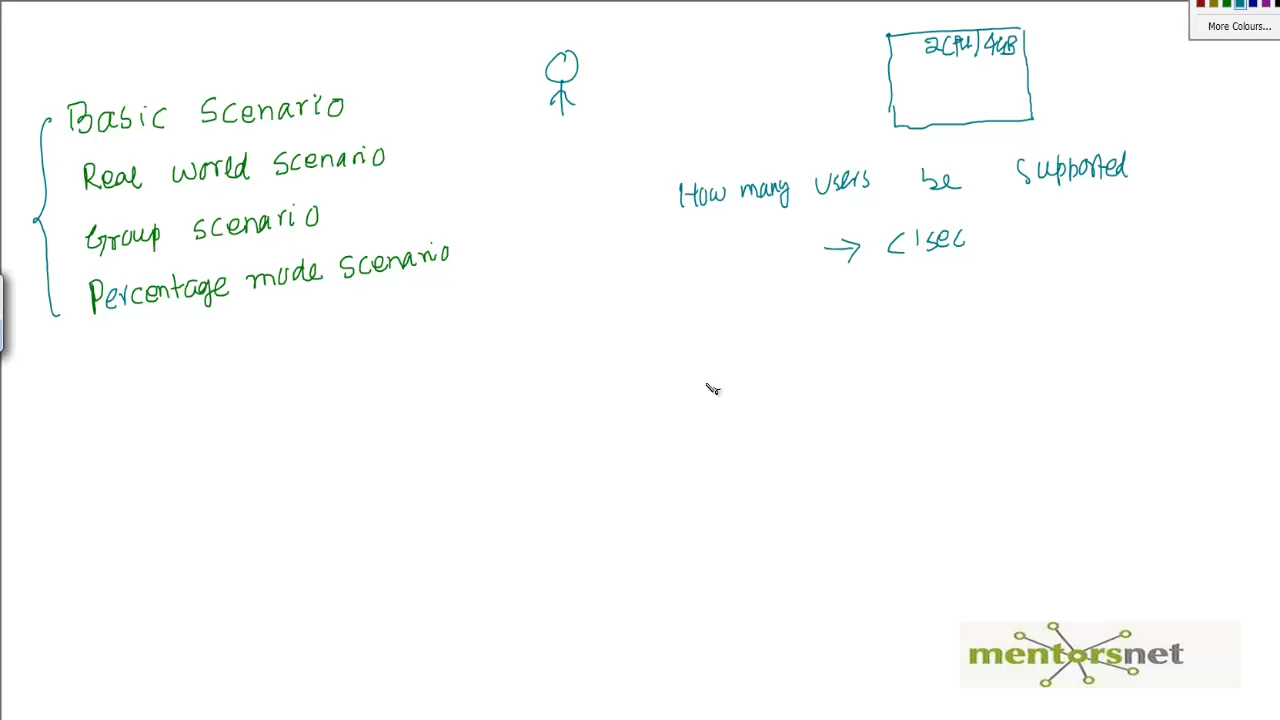 More Colours...
2CPU 4GB
Basic Scenario
Real world scenario
Group scenario
Percentage mode scenario
How many users be supported
→ <1sec
mentorsnet